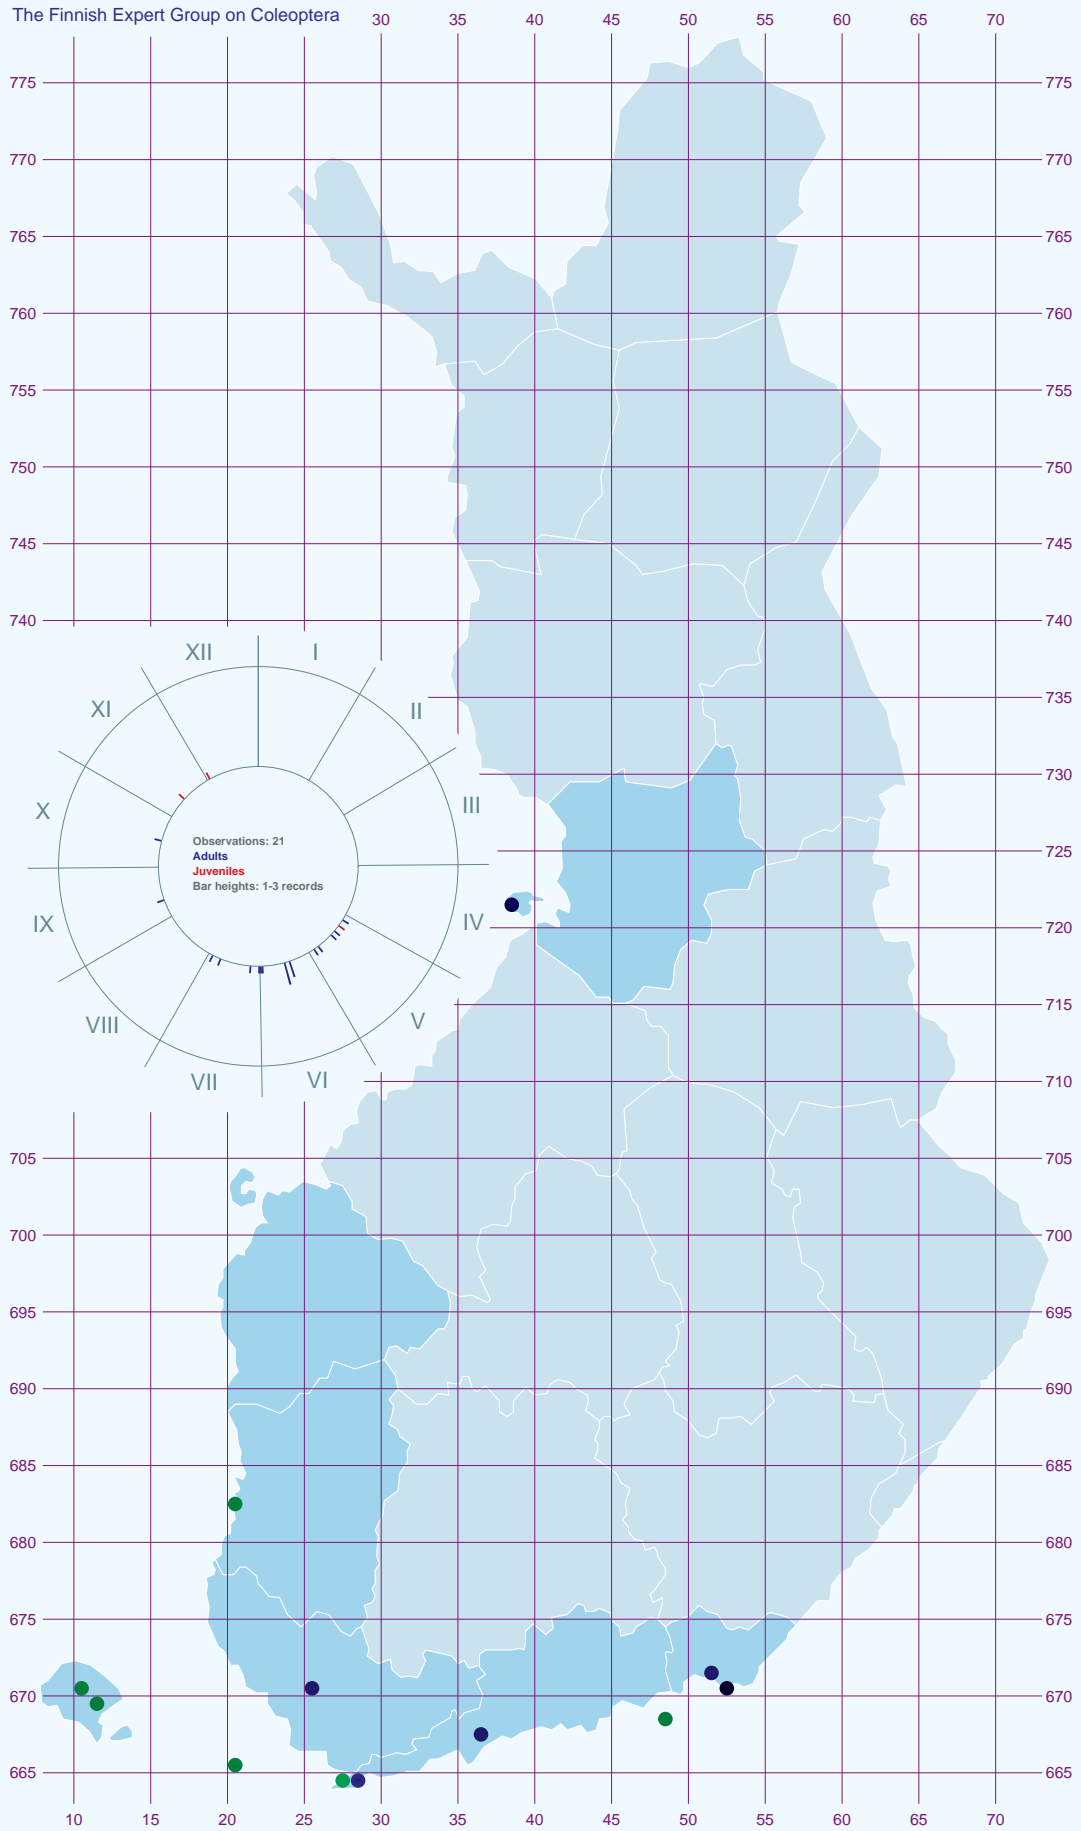 The Finnish Expert Group on Coleoptera
30 35 40 45 50 55 60 65 70
775 775
770 770
765 765
760 760
755 755
750 750
745 745
740 740
735
730
725
720
715
710
705 705
700 700
695 695
690 690
685 685
680 680
675 675
670 670
665 665
XII I
XI II
X III
IX IV
VIII V
VII VI
Observations: 21
Adults
Juveniles
Bar heights: 1-3 records
10 15 20 25 30 35 40 45 50 55 60 65 70